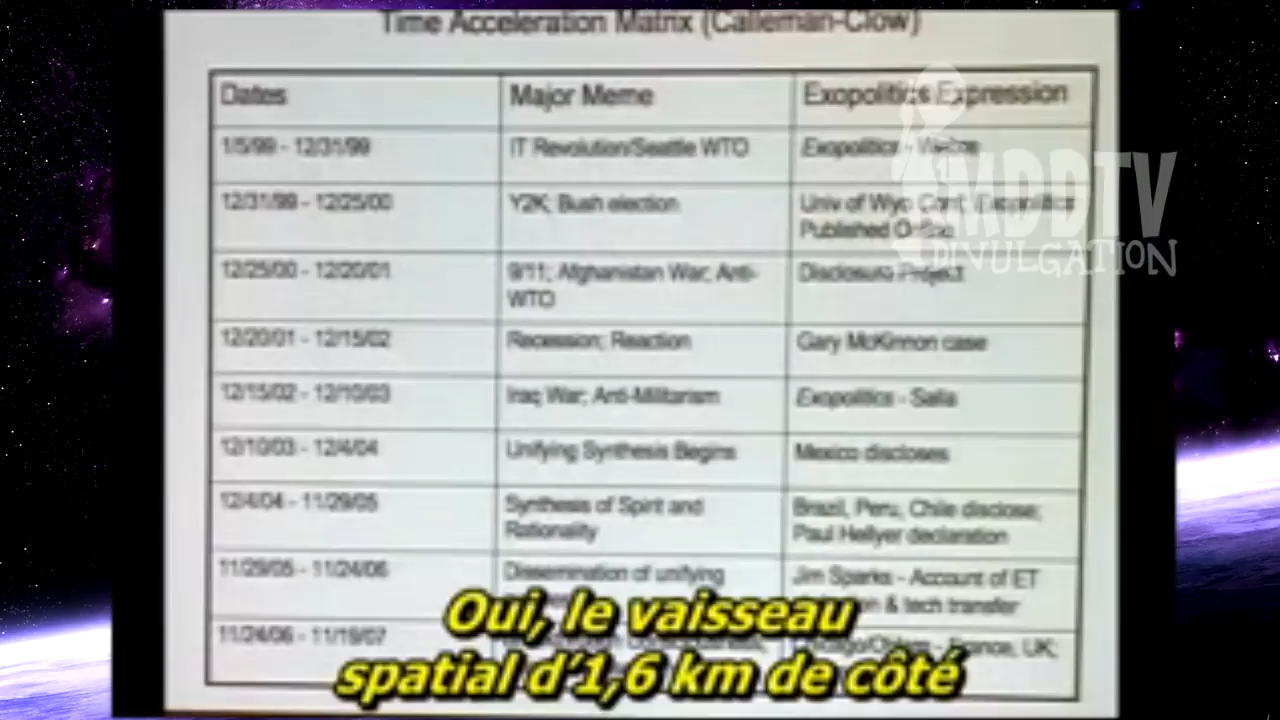 Time Acceleration Matrix (Calleman-Clow)
Dates Major Meme Exopolitics Expression
1/5/99 - 12/31/99 IT Revolution/Seattle WTO Exopolitics -
12/31/99 - 12/25/00 Y2K; Bush election Univ of Wyo Conf; Exopolitics
Published Online
12/25/00 - 12/20/01 9/11; Afghanistan War; Anti-
WTO Disclosure Project
12/20/01 - 12/15/02 Recession; Reaction Gary McKinnon case
12/15/02 - 12/10/03 Iraq War; Anti-Militarism Exopolitics - Salla
12/10/03 - 12/4/04 Unifying Synthesis Begins Mexico discloses
12/4/04 - 11/29/05 Synthesis of Spirit and
Rationality Brazil, Peru, Chile disclose;
Paul Hellyer declaration
11/29/05 - 11/24/06 Dissemination of unifying
Jim Sparks - Account of ET
& tech transfer
11/24/06 - 11/19/07 France, UK;
MDDTV
DIVULGATION
Oui, le vaisseau
spatial d'1,6 km de côté